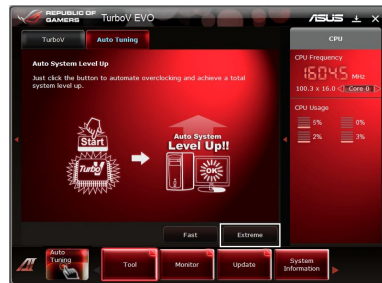 REPUBLIC OF GAMERS TurboV EVO
ASUS
TurboV Auto Tuning
CPU
Auto System Level Up
Just click the button to automate overclocking and achieve a total
system level up.
CPU Frequency
1604.5 MHz
100.3 x 16.0 Core 0
CPU Usage
5% 0%
2% 3%
Start
Turbo
Auto System
Level Up!!
OK
Fast Extreme
Auto
Tuning
Tool
Monitor
Update
System
Information